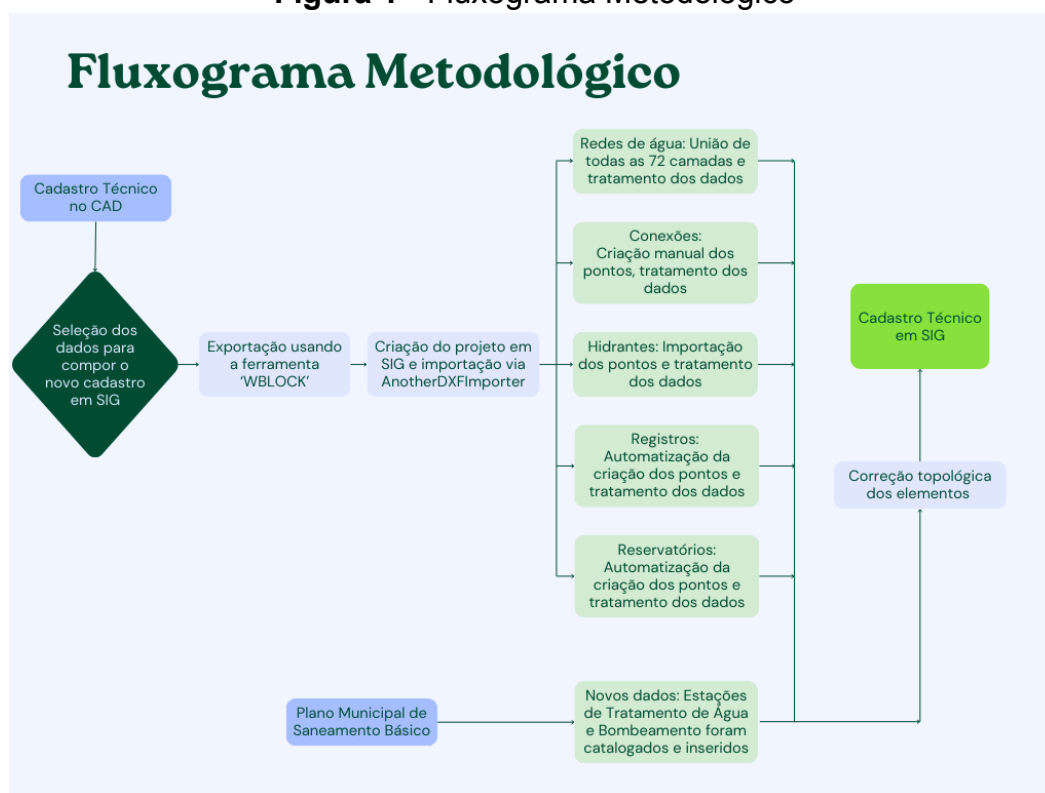 Figura 1 - Fluxograma Metodológico
Fluxograma Metodológico
Cadastro Técnico
no CAD
Seleção dos
dados para
compor o
novo cadastro
em SIG
Exportação usando
a ferramenta
‘WBLOCK’
Criação do projeto em
SIG e importação via
AnotherDXFImporter
Redes de água: União de
todas as 72 camadas e
tratamento dos dados
Conexões:
Criação manual dos
pontos, tratamento dos
dados
Hidrantes: Importação
dos pontos e tratamento
dos dados
Registros:
Automatização da
criação dos pontos e
tratamento dos dados
Reservatórios:
Automatização da
criação dos pontos e
tratamento dos dados
Plano Municipal de
Saneamento Básico
Novos dados: Estações
de Tratamento de Água
e Bombeamento foram
catalogados e inseridos
Correção topológica
dos elementos
Cadastro Técnico
em SIG